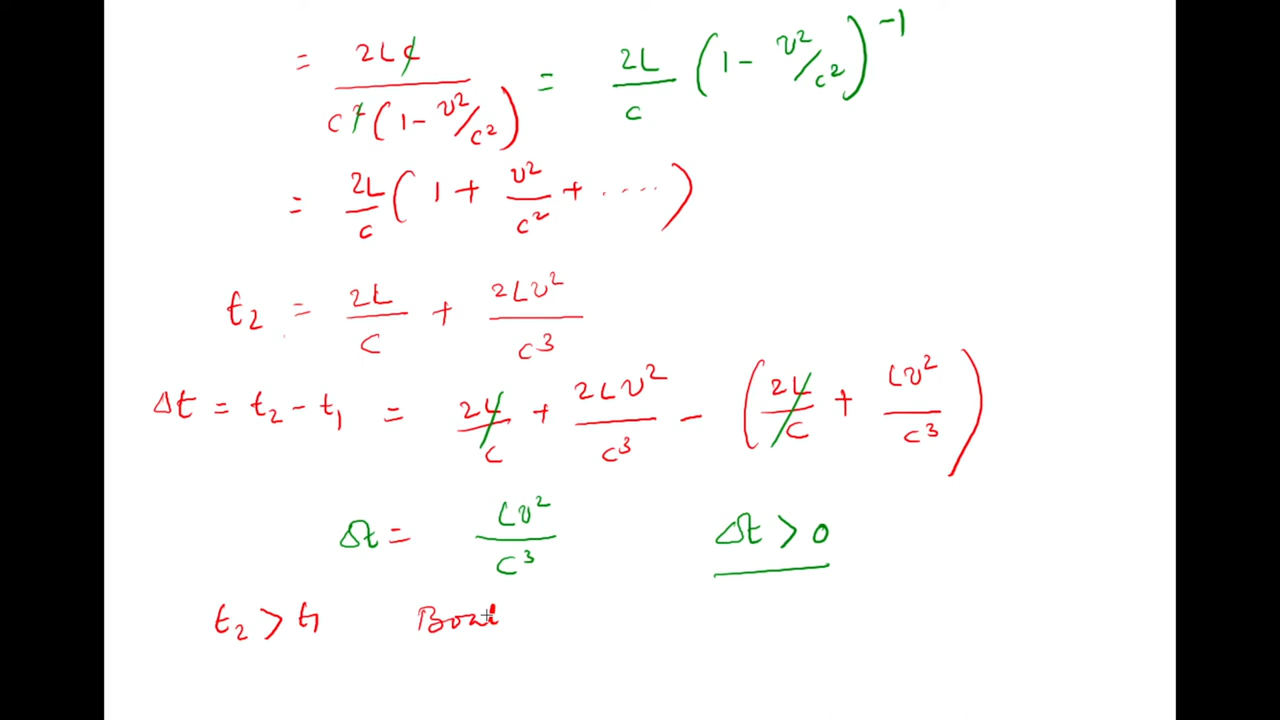 = 2Lc / c²(1 - v²/c²) = 2L/c (1 - v²/c²)⁻¹
= 2L/c (1 + v²/c² + ....)
t₂ = 2L/c + 2Lv²/c³
Δt = t₂ - t₁ = 2L/c + 2Lv²/c³ - (2L/c + Lv²/c³)
Δt = Lv²/c³ Δt > 0
t₂ > t₁ Boat